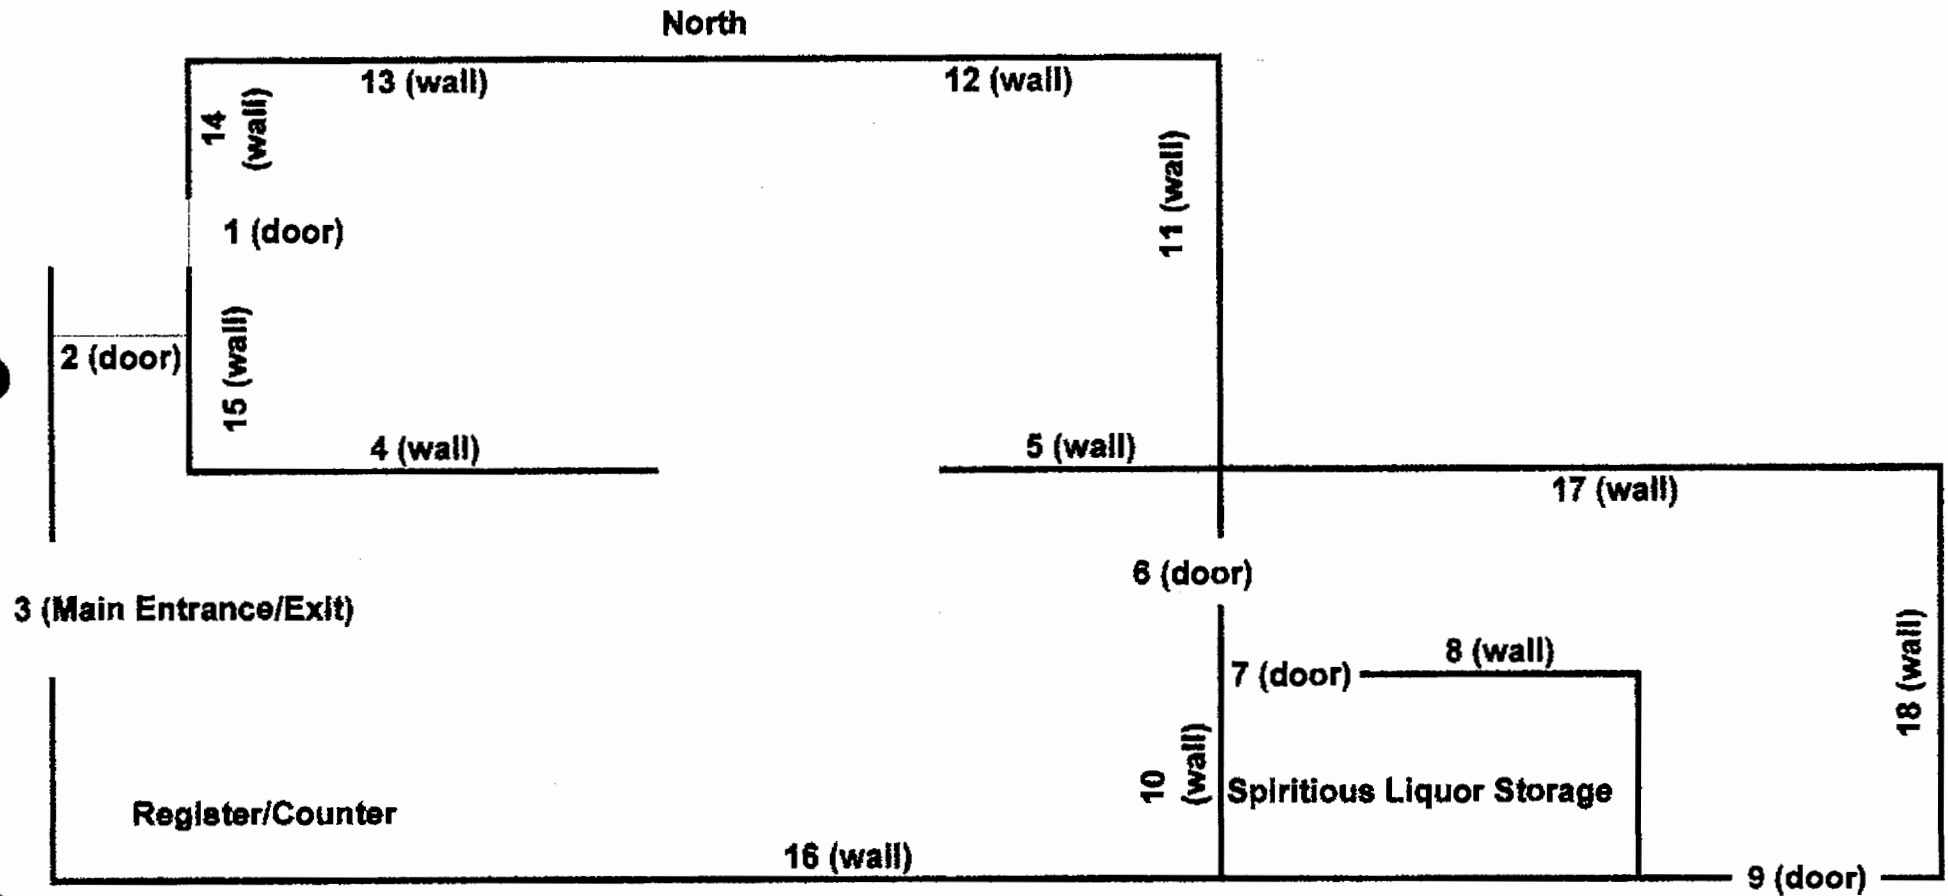 North
13 (wall)
12 (wall)
14 (wall)
11 (wall)
1 (door)
2 (door)
15 (wall)
4 (wall)
5 (wall)
17 (wall)
6 (door)
3 (Main Entrance/Exit)
7 (door)
8 (wall)
18 (wall)
10 (wall)
Spiritious Liquor Storage
Register/Counter
16 (wall)
9 (door)